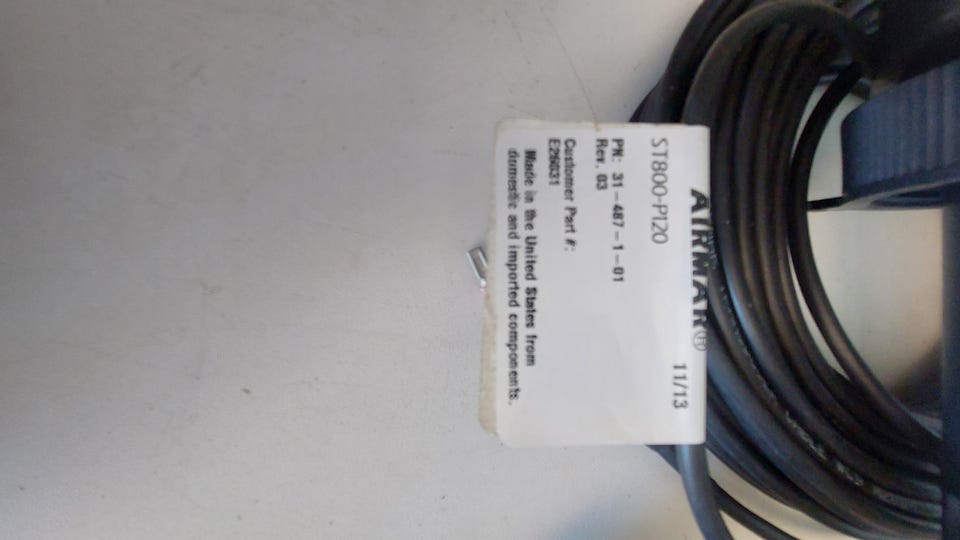 AIRMAR®
11/13
ST800-P120
PN: 31-487-1-01
Rev. 03
Customer Part #:
E26031
Made in the United States from
domestic and imported components.